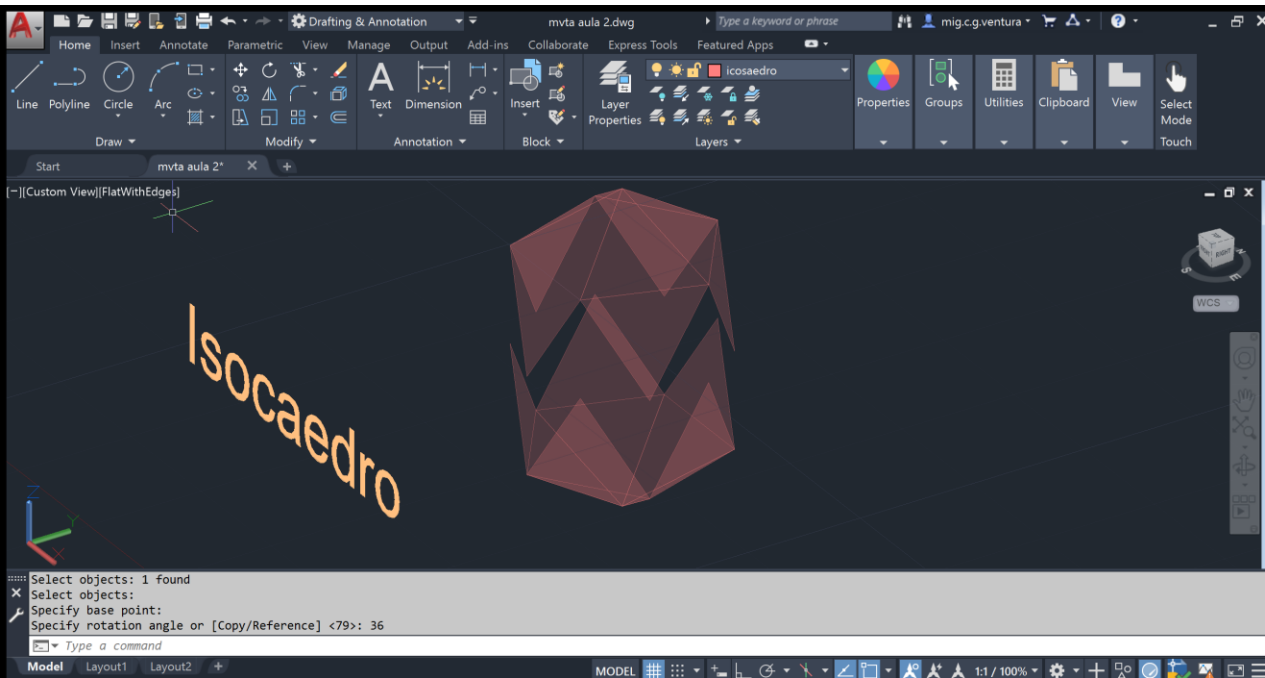 Drafting & Annotation mvta aula 2.dwg Type a keyword or phrase mig.c.g.ventura
Home Insert Annotate Parametric View Manage Output Add-ins Collaborate Express Tools Featured Apps
icosaedro
Line Polyline Circle Arc Text Dimension Insert Layer Properties Properties Groups Utilities Clipboard View Select Mode
Draw Modify Annotation Block Layers Touch
Start mvta aula 2* +
[-][Custom View][FlatWithEdges]
RIGHT
S E
WCS
Isocaedro
Z
Y
X
Select objects: 1 found
Select objects:
Specify base point:
Specify rotation angle or [Copy/Reference] <79>: 36
Type a command
Model Layout1 Layout2 + MODEL 1:1 / 100%